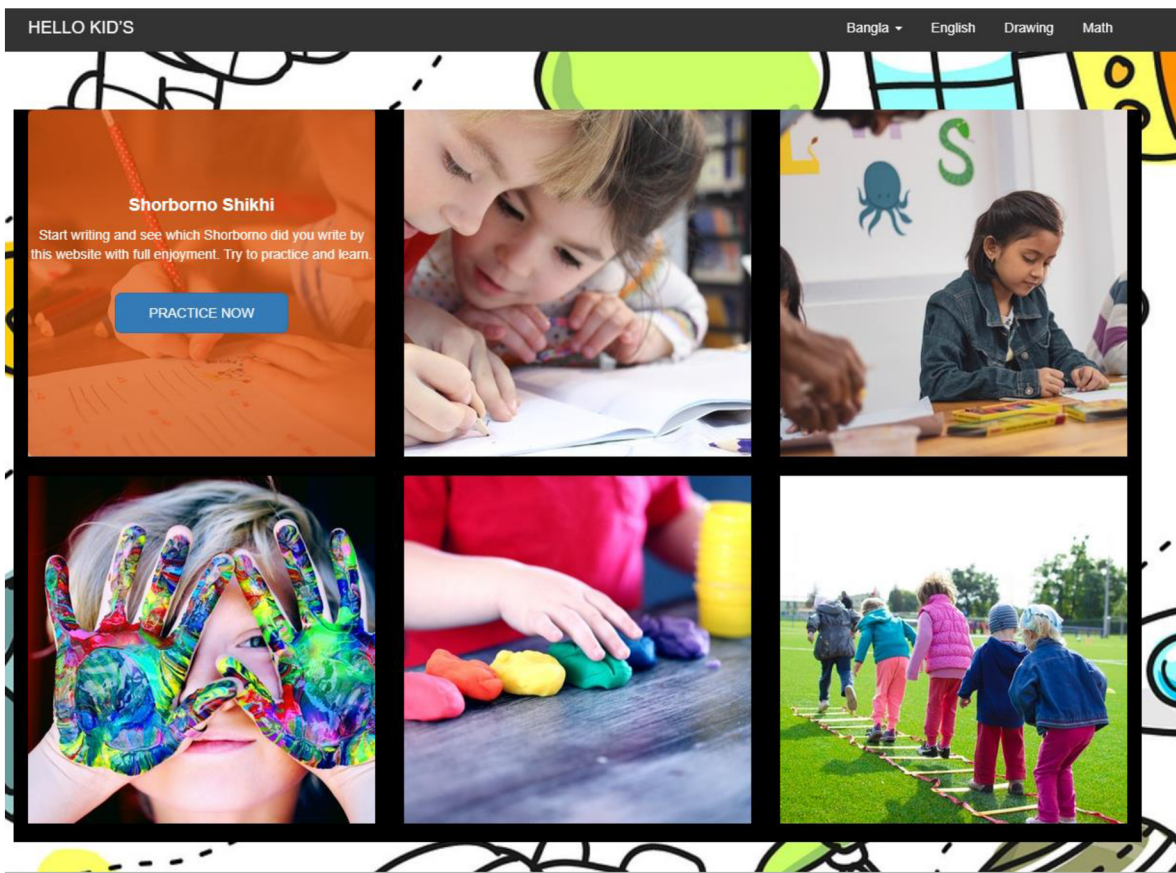 HELLO KID'S
Bangla
English
Drawing
Math
Shorborno Shikhi
Start writing and see which Shorborno did you write by
this website with full enjoyment. Try to practice and learn.
PRACTICE NOW